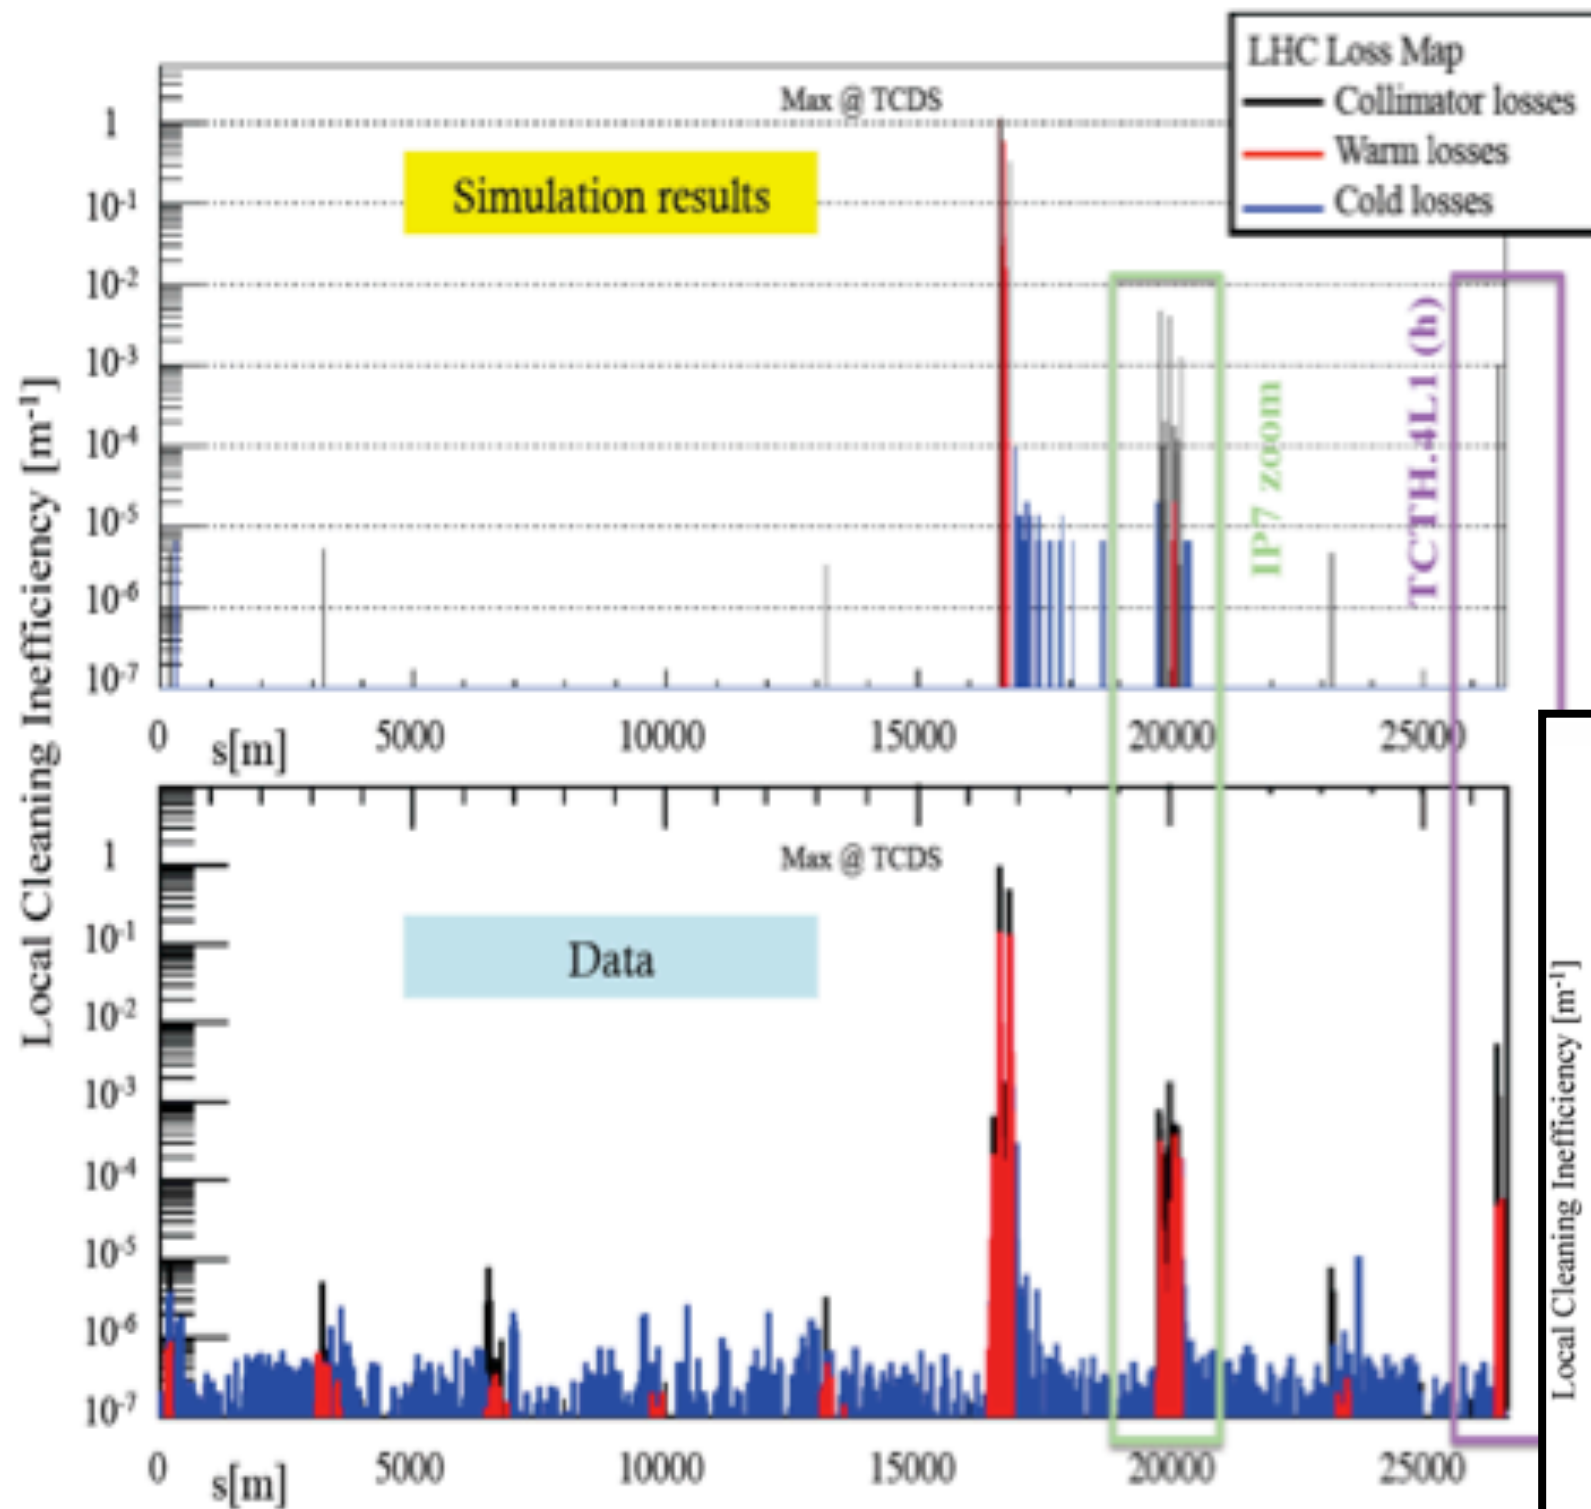 LHC Loss Map
Collimator losses
Warm losses
Cold losses
Max @ TCDS
Simulation results
1
10-1
10-2
10-3
10-4
10-5
10-6
10-7
IP7 zoom
TCTH.4L1 (h)
0
5000
10000
15000
20000
25000
s[m]
Local Cleaning Inefficiency [m-1]
Max @ TCDS
Data
1
10-1
10-2
10-3
10-4
10-5
10-6
10-7
0
5000
10000
15000
20000
25000
s[m]
Local Cleaning Inefficiency [m-1]